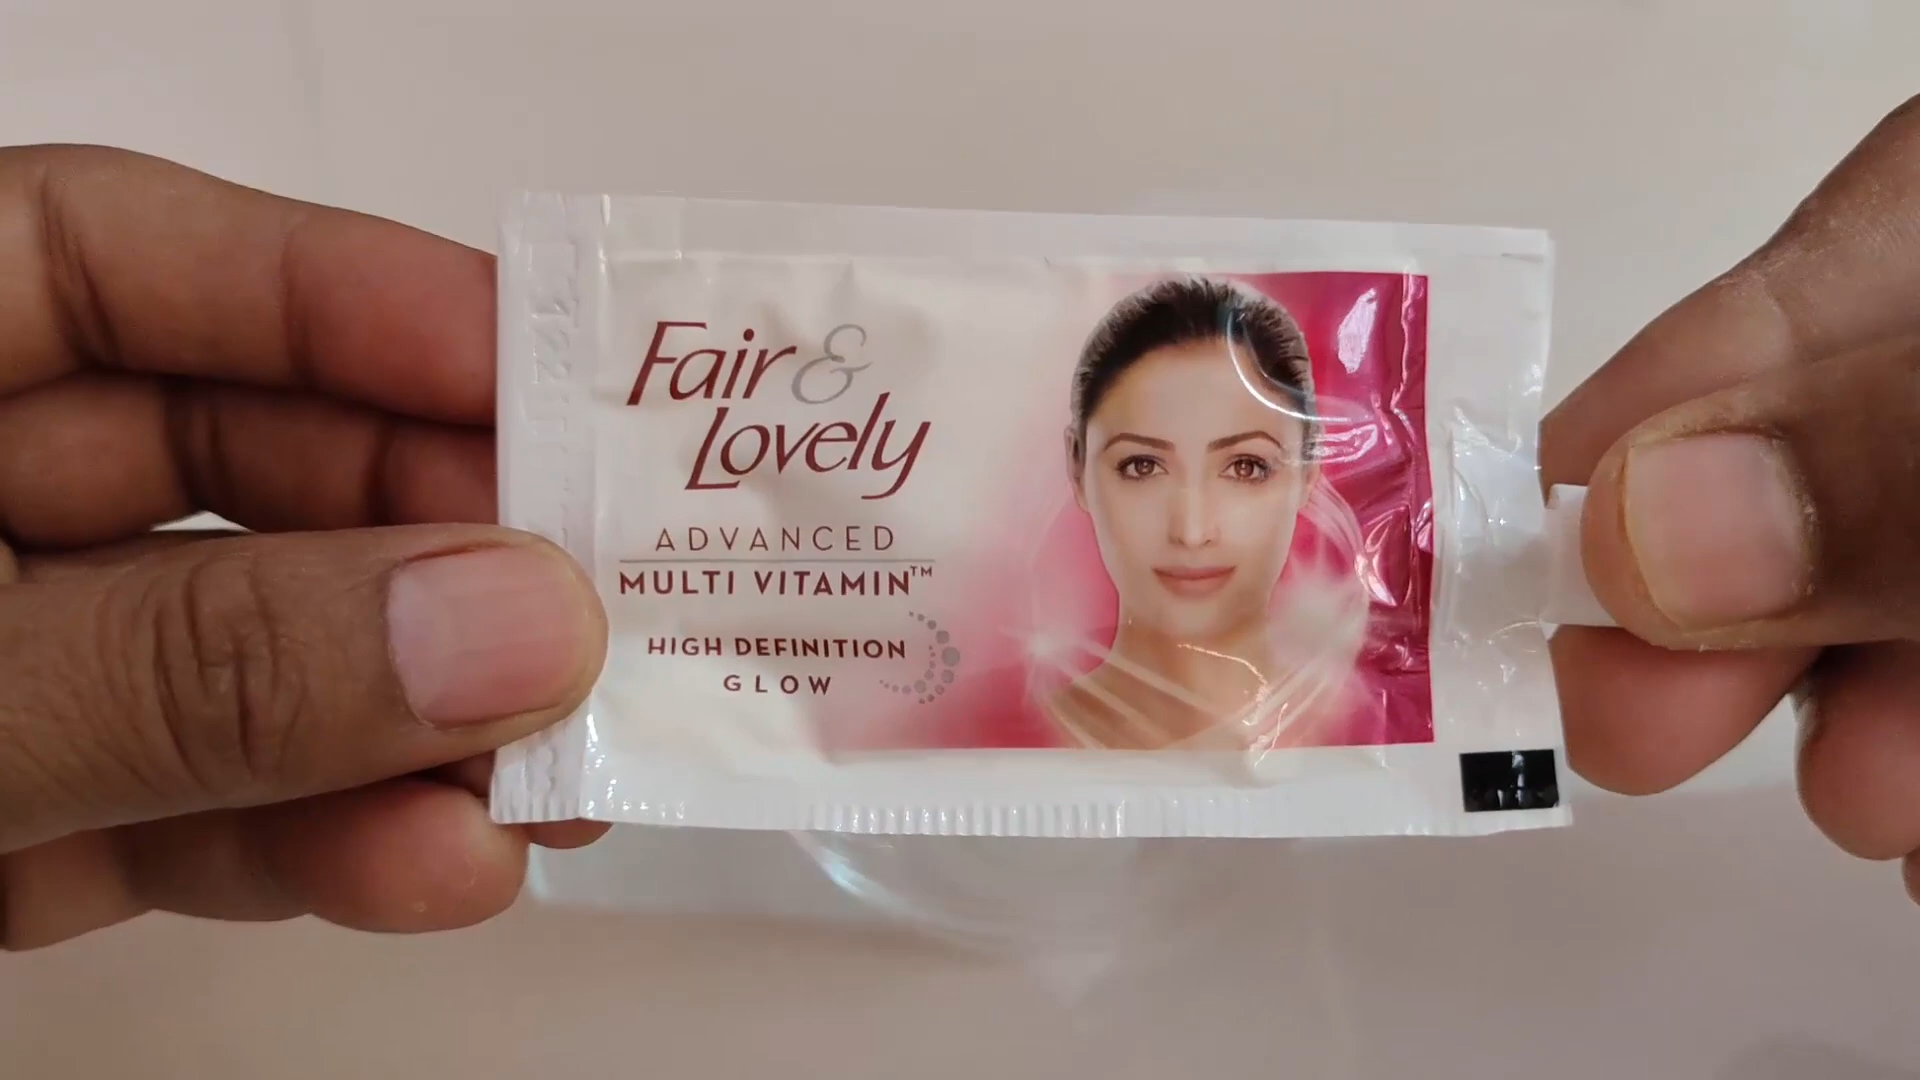 Fair &
Lovely
ADVANCED
MULTI VITAMIN™
HIGH DEFINITION
GLOW